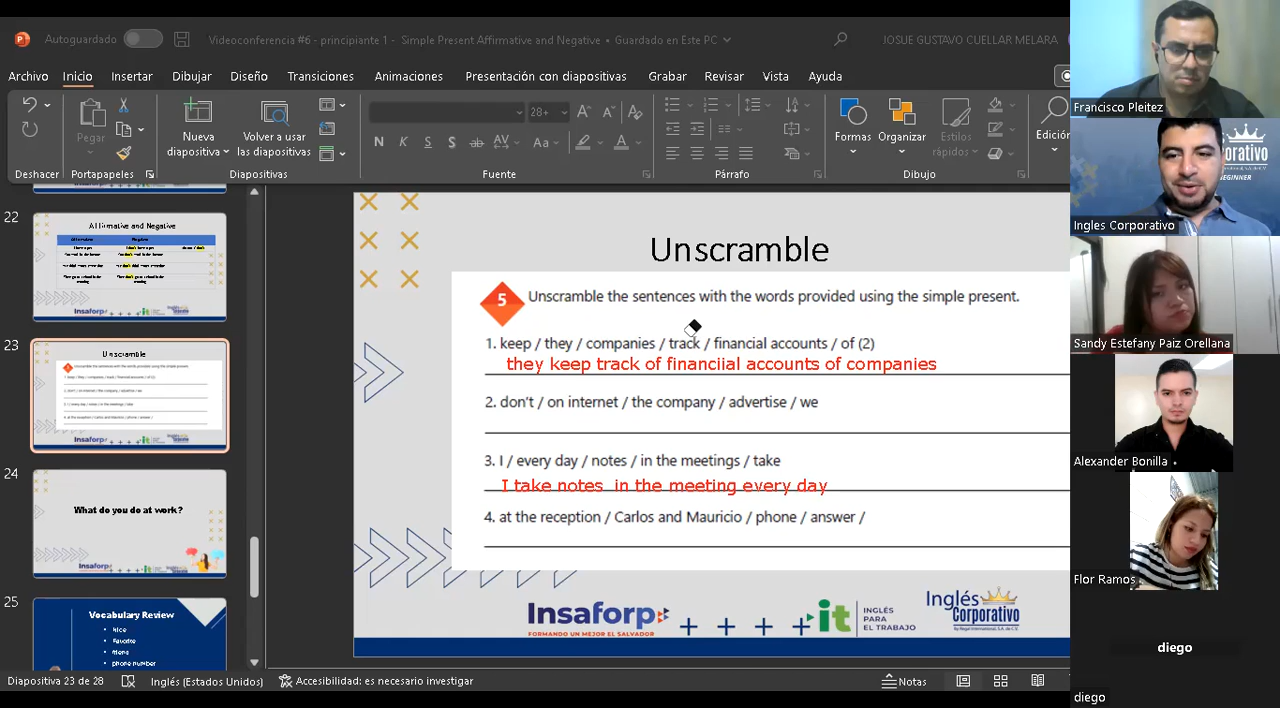 Autoguardado
Videoconferencia #6 - principiante 1 - Simple Present Affirmative and Negative • Guardado en Este PC
JOSUE GUSTAVO CUELLAR MELARA
Archivo Inicio Insertar Dibujar Diseño Transiciones Animaciones Presentación con diapositivas Grabar Revisar Vista Ayuda
Pegar
Nueva diapositiva
Volver a usar las diapositivas
28+
Formas Organizar Estilos rápidos Edición
Deshacer Portapapeles Diapositivas Fuente Párrafo Dibujo
22
Affirmative and Negative
23
Unscramble
24
What do you do at work?
25
Vocabulary Review
phone number
Unscramble
5 Unscramble the sentences with the words provided using the simple present.
1. keep / they / companies / track / financial accounts / of (2)
they keep track of financiial accounts of companies
2. don't / on internet / the company / advertise / we
3. I / every day / notes / in the meetings / take
I take notes in the meeting every day
4. at the reception / Carlos and Mauricio / phone / answer /
Insaforp
FORMANDO UN MEJOR EL SALVADOR
it INGLÉS PARA EL TRABAJO
Inglés Corporativo
Diapositiva 23 de 28
Inglés (Estados Unidos)
Accesibilidad: es necesario investigar
Notas
Francisco Pleitez
Ingles Corporativo
Sandy Estefany Paiz Orellana
Alexander Bonilla
Flor Ramos
diego
diego